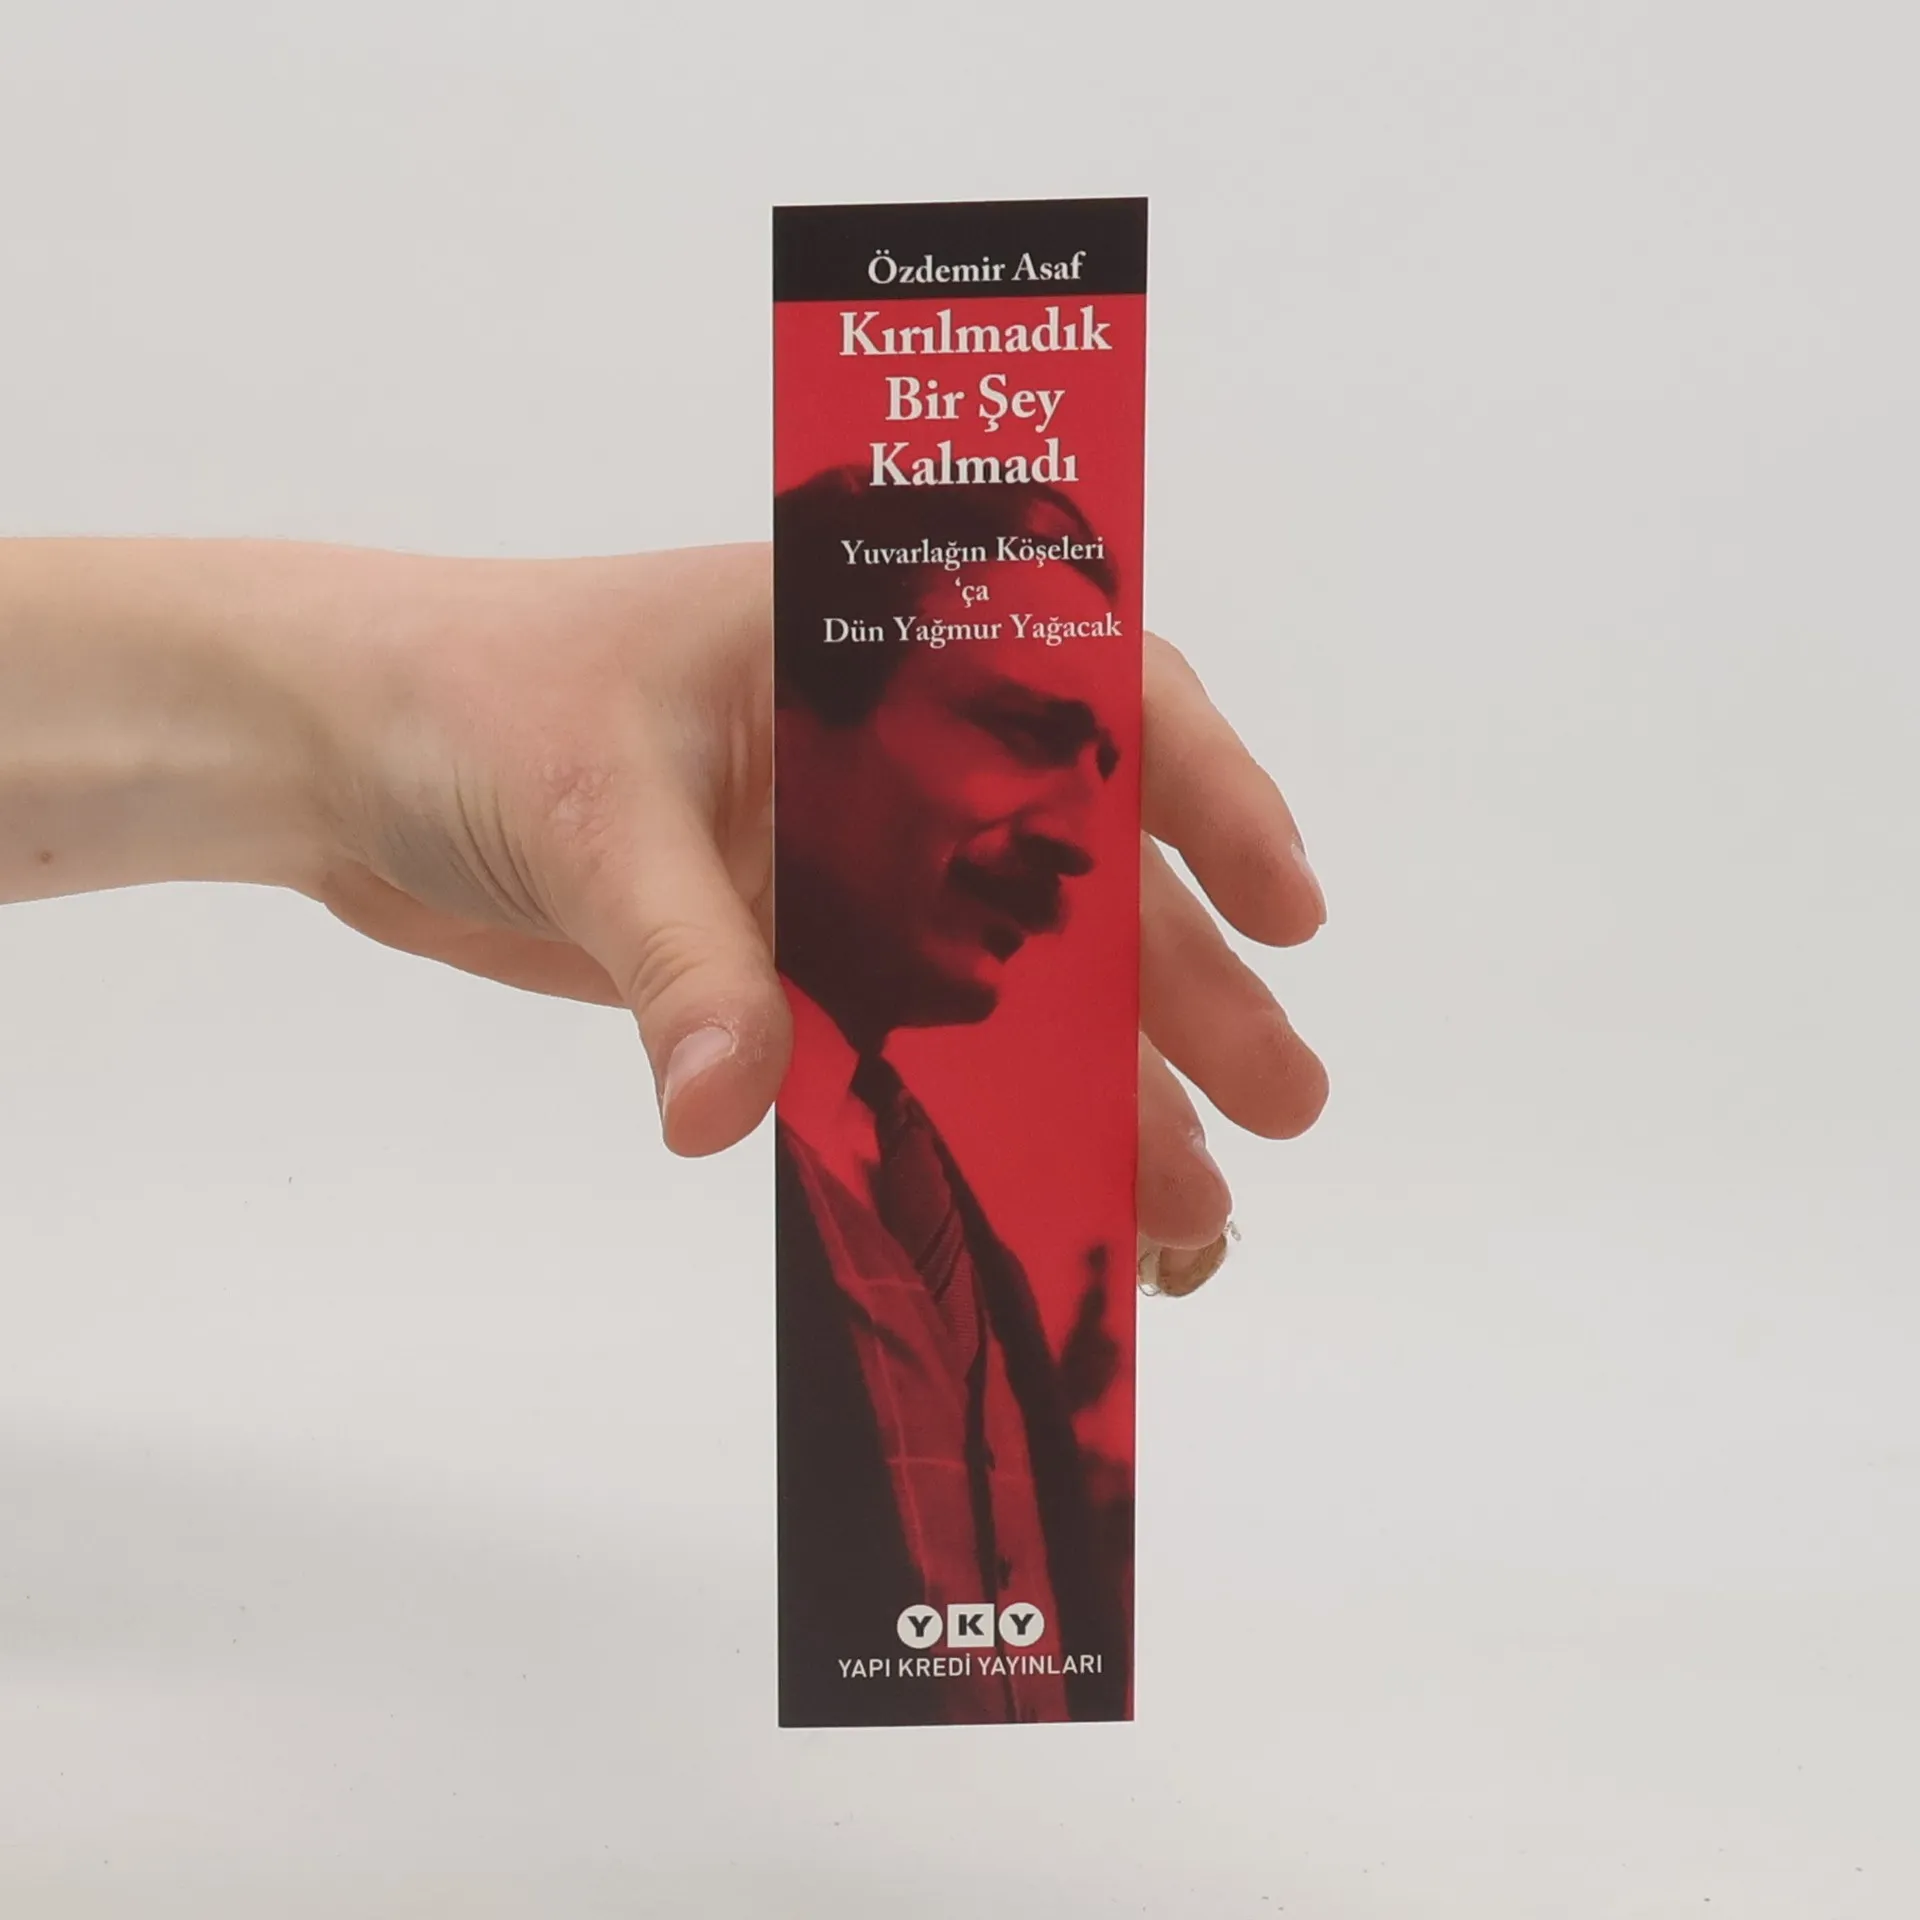 Özdemir Asaf
Kırılmadık
Bir Şey
Kalmadı
Yuvarlağın Köşeleri
‘ça
Dün Yağmur Yağacak
YKY
YAPI KREDİ YAYINLARI